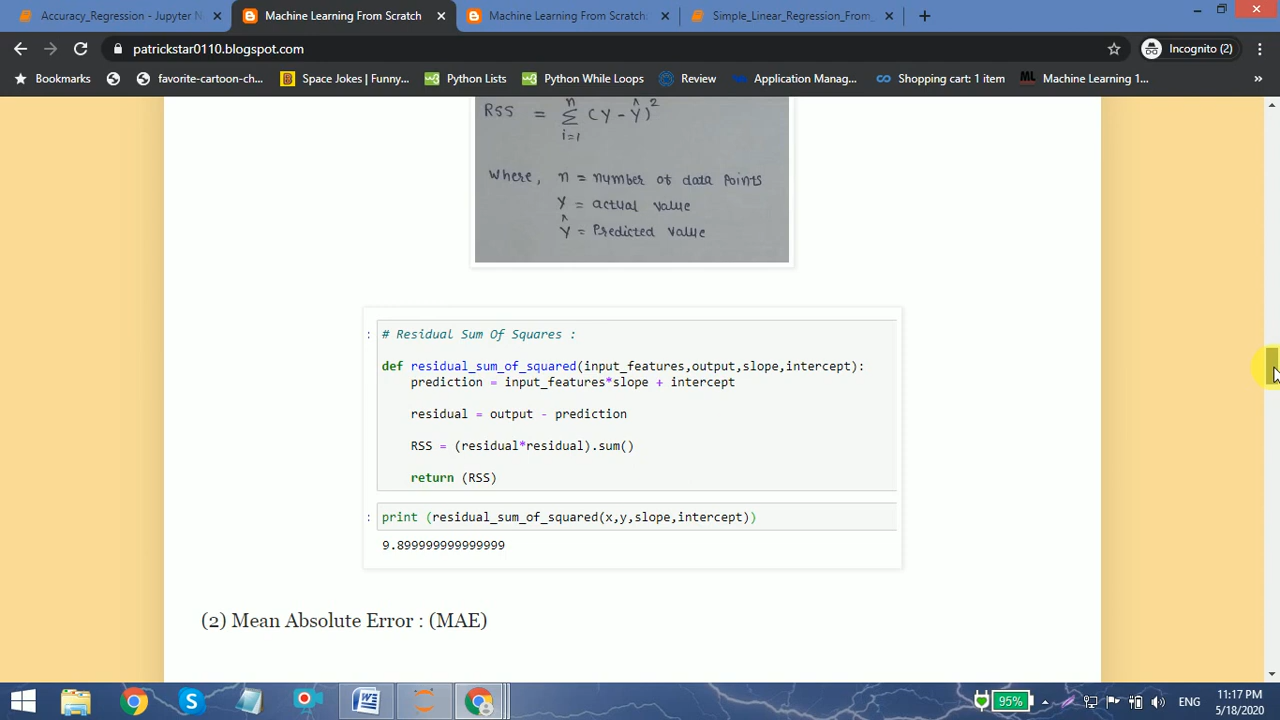 Accuracy_Regression - Jupyter N
Machine Learning From Scratch
Machine Learning From Scratch:
Simple_Linear_Regression_From_
patrickstar0110.blogspot.com
Incognito (2)
Bookmarks
favorite-cartoon-ch...
Space Jokes | Funny...
Python Lists
Python While Loops
Review
Application Manag...
Shopping cart: 1 item
ML
Machine Learning 1...
»
RSS = n Σ i=1 (Y - Ŷ)²
Where, n = number of data points
Y = actual value
Ŷ = Predicted value
: # Residual Sum Of Squares :
def residual_sum_of_squared(input_features,output,slope,intercept):
prediction = input_features*slope + intercept
residual = output - prediction
RSS = (residual*residual).sum()
return (RSS)
: print (residual_sum_of_squared(x,y,slope,intercept))
9.899999999999999
(2) Mean Absolute Error : (MAE)
95%
ENG
11:17 PM
5/18/2020